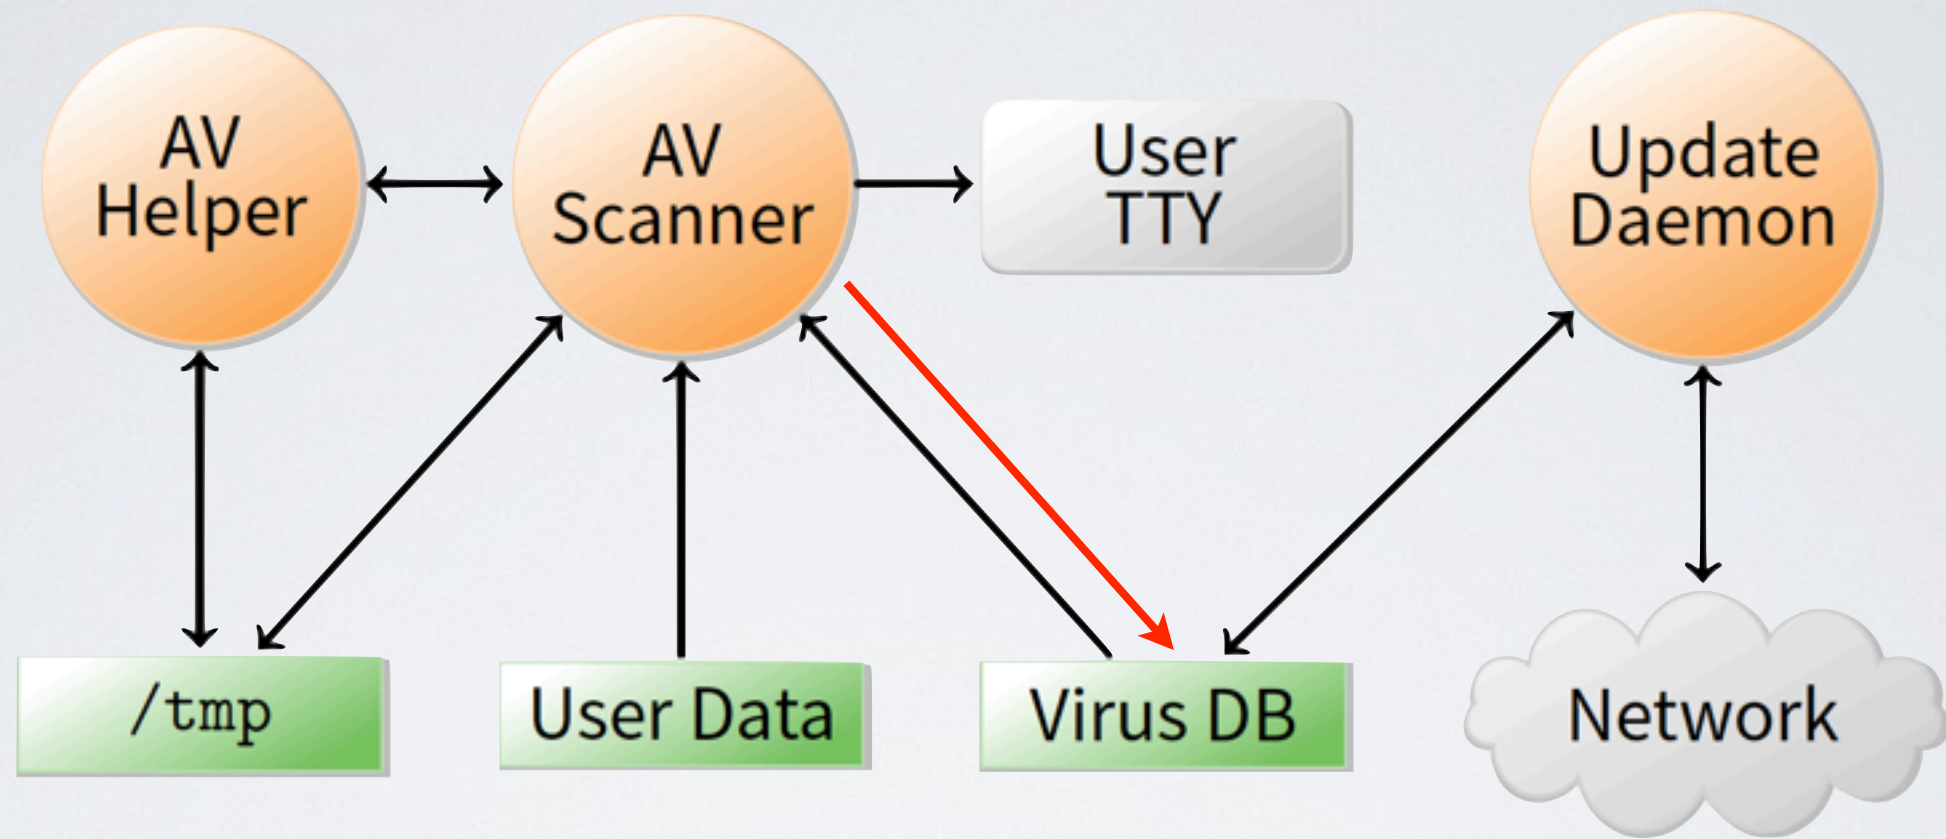 AV
Helper
AV
Scanner
User
TTY
Update
Daemon
/tmp
User Data
Virus DB
Network